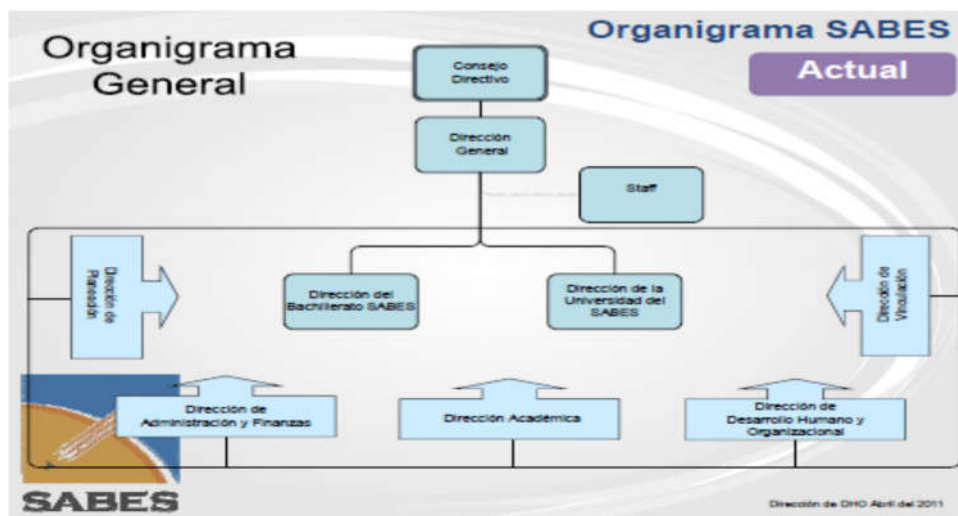 Organigrama
General
Organigrama SABES
Actual
Consejo
Directivo
Dirección
General
Staff
Dirección de
Planeación
Dirección del
Bachillerato SABES
Dirección de la
Universidad del
SABES
Dirección de
Vinculación
Dirección de
Administración y Finanzas
Dirección Académica
Dirección de
Desarrollo Humano y
Organizacional
SABES
Dirección de DHO Abril del 2011